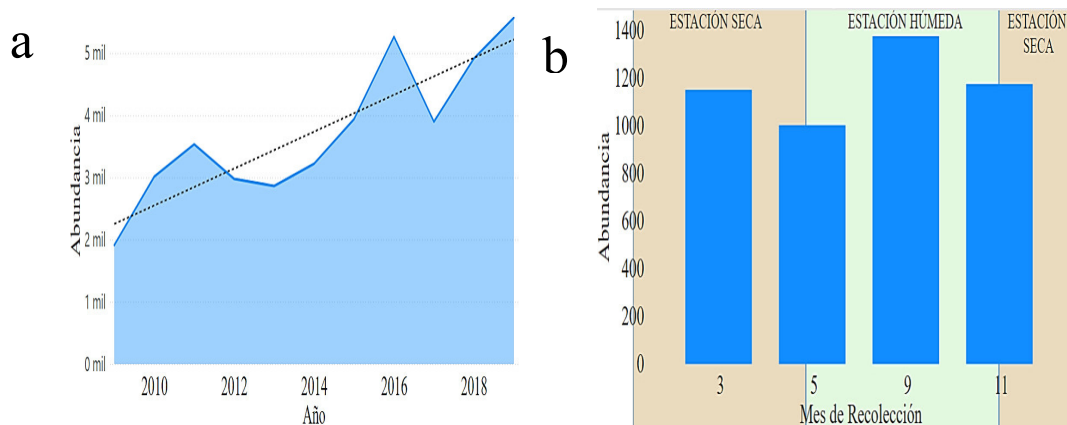 a
5 mil
4 mil
3 mil
2 mil
1 mil
0 mil
Abundancia
2010 2012 2014 2016 2018
Año
b
ESTACIÓN SECA
ESTACIÓN HÚMEDA
ESTACIÓN
SECA
1400
1200
1000
800
600
400
200
0
Abundancia
3 5 9 11
Mes de Recolección